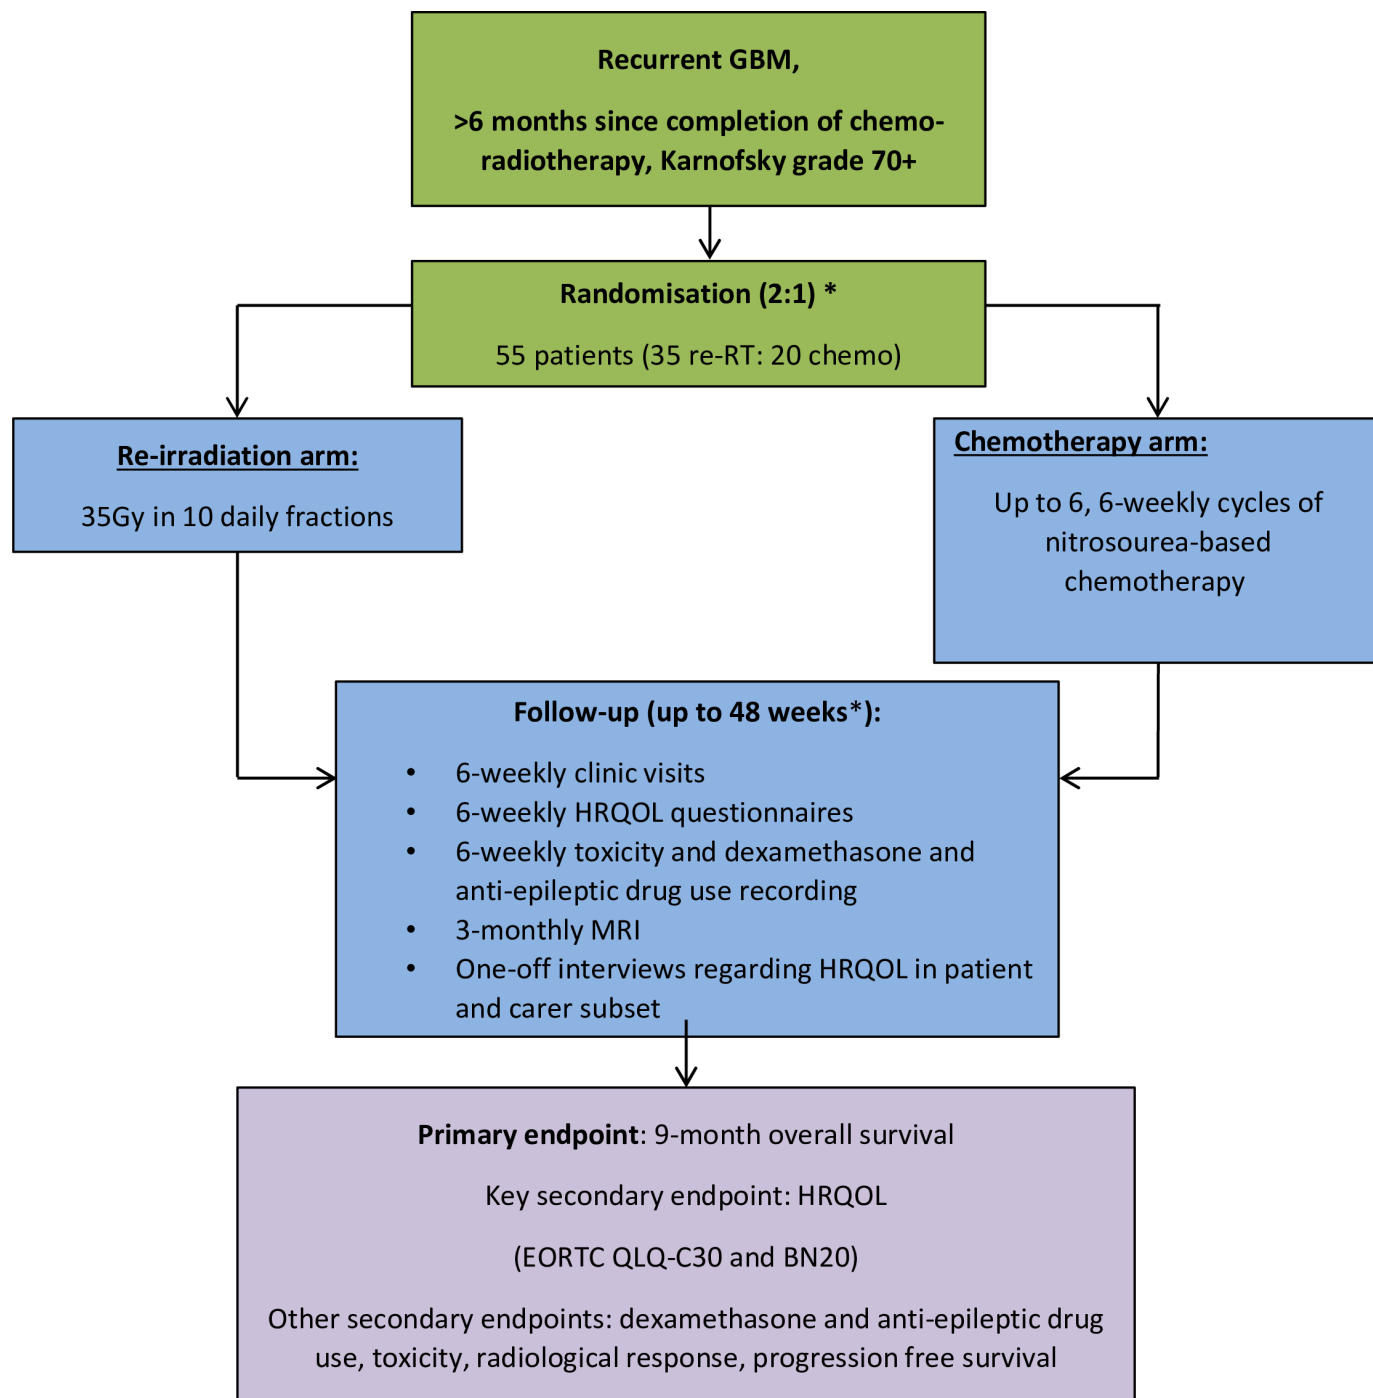 Recurrent GBM,
>6 months since completion of chemo-
radiotherapy, Karnofsky grade 70+
Randomisation (2:1) *
55 patients (35 re-RT: 20 chemo)
Re-irradiation arm:
35Gy in 10 daily fractions
Chemotherapy arm:
Up to 6, 6-weekly cycles of
nitrosourea-based
chemotherapy
Follow-up (up to 48 weeks*):
• 6-weekly clinic visits
• 6-weekly HRQOL questionnaires
• 6-weekly toxicity and dexamethasone and
anti-epileptic drug use recording
• 3-monthly MRI
• One-off interviews regarding HRQOL in patient
and carer subset
Primary endpoint: 9-month overall survival
Key secondary endpoint: HRQOL
(EORTC QLQ-C30 and BN20)
Other secondary endpoints: dexamethasone and anti-epileptic drug
use, toxicity, radiological response, progression free survival